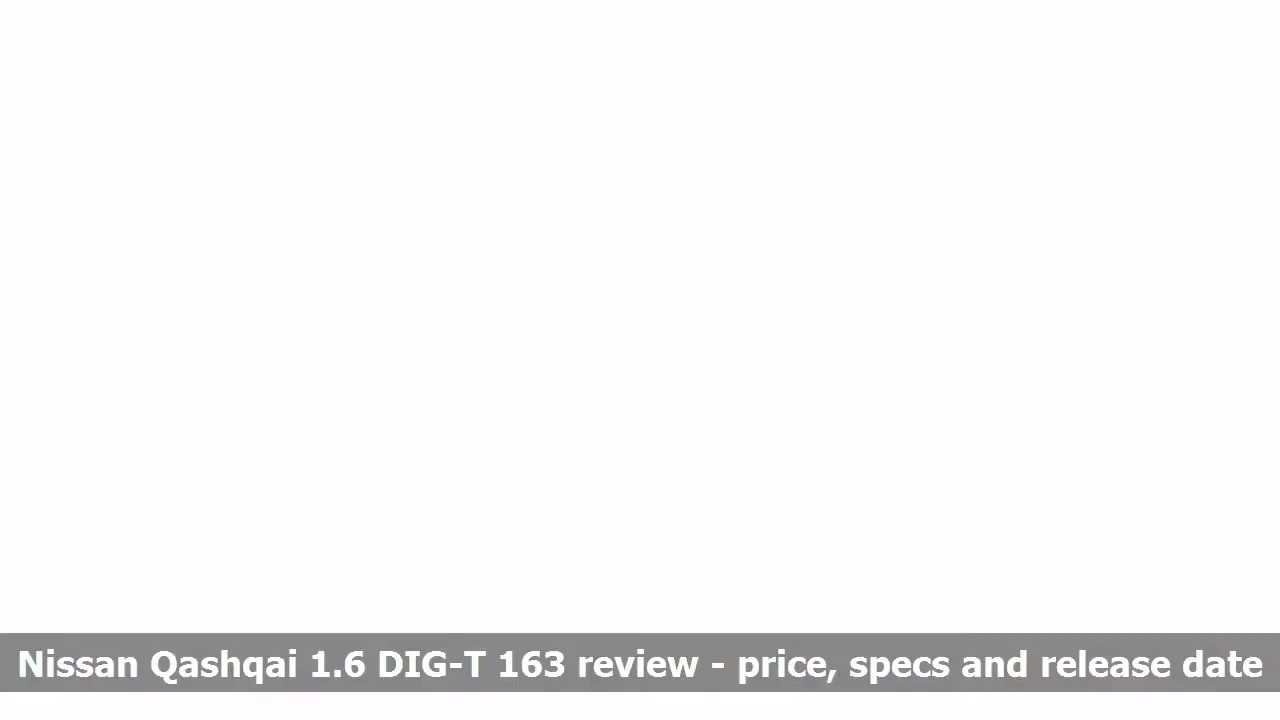 Nissan Qashqai 1.6 DIG-T 163 review - price, specs and release date